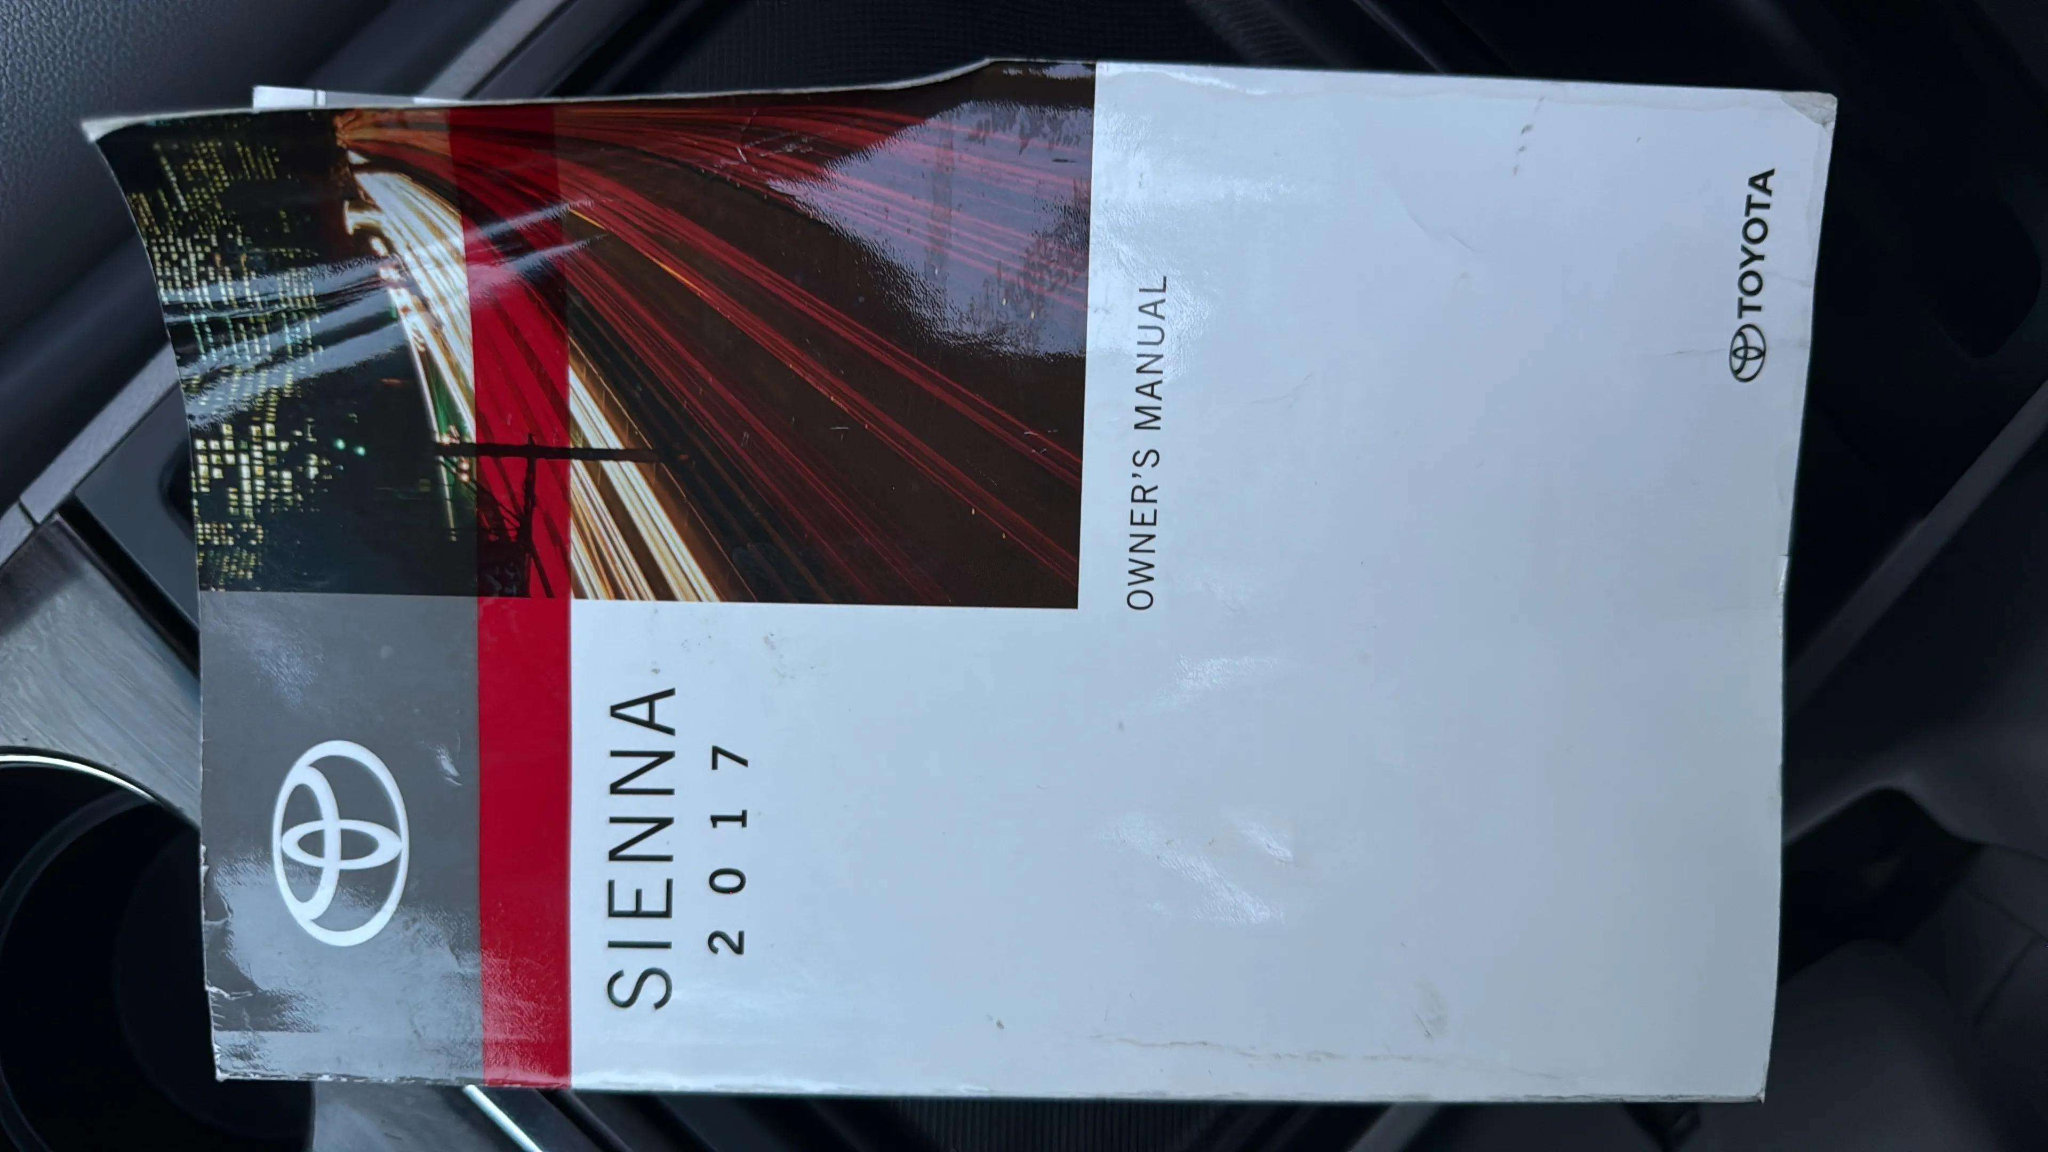 SIENNA
2017
OWNER'S MANUAL
TOYOTA